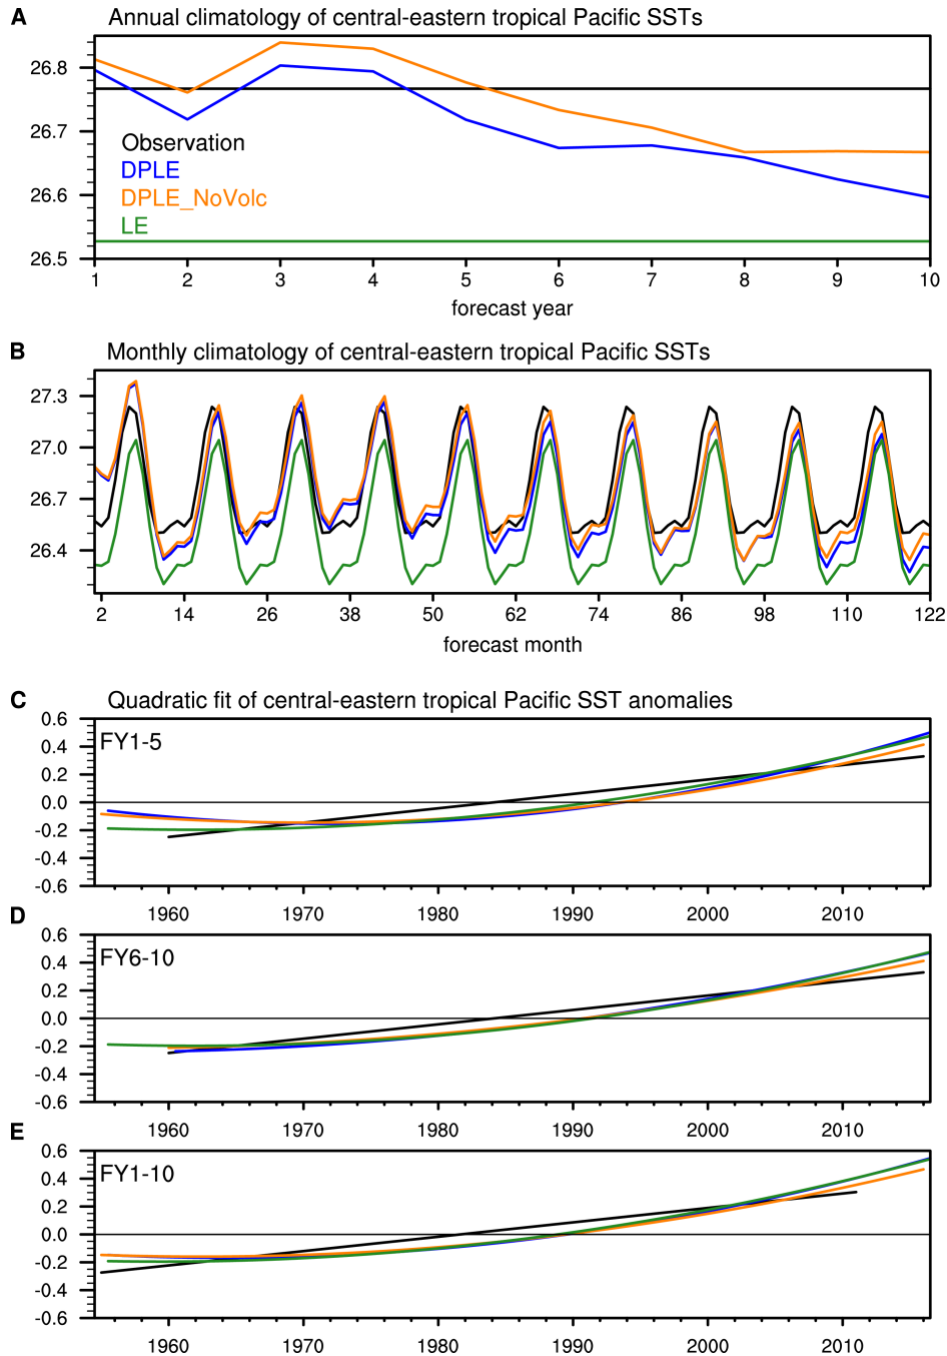 A Annual climatology of central-eastern tropical Pacific SSTs
26.8
26.7
26.6
26.5
Observation
DPLE
DPLE_NoVolc
LE
1 2 3 4 5 6 7 8 9 10
forecast year
B Monthly climatology of central-eastern tropical Pacific SSTs
27.3
27.0
26.7
26.4
2 14 26 38 50 62 74 86 98 110 122
forecast month
C Quadratic fit of central-eastern tropical Pacific SST anomalies
FY1-5
0.6
0.4
0.2
0.0
-0.2
-0.4
-0.6
1960 1970 1980 1990 2000 2010
D
FY6-10
0.6
0.4
0.2
0.0
-0.2
-0.4
-0.6
1960 1970 1980 1990 2000 2010
E
FY1-10
0.6
0.4
0.2
0.0
-0.2
-0.4
-0.6
1960 1970 1980 1990 2000 2010